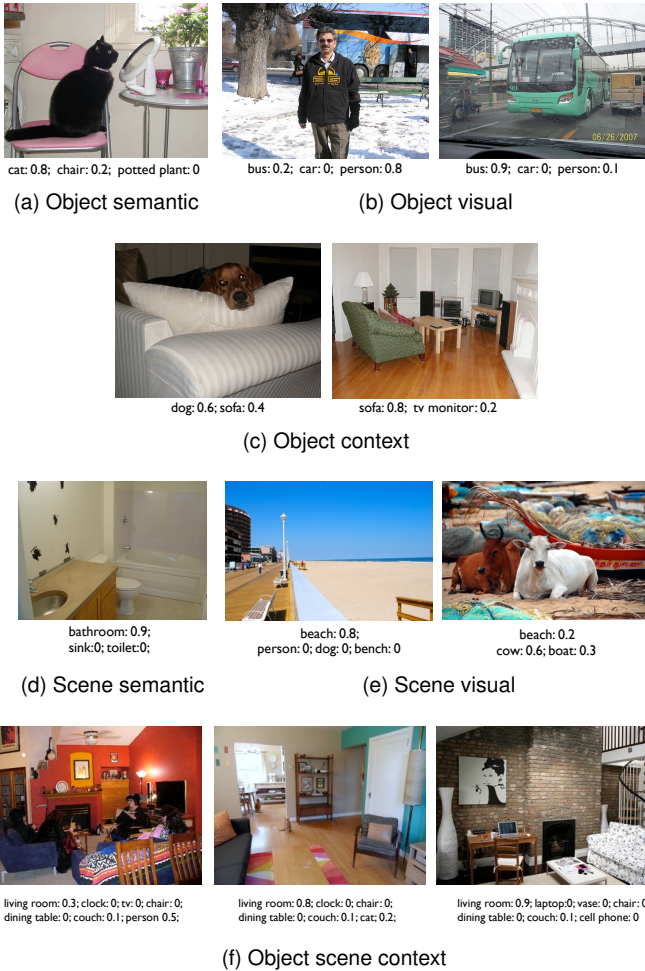 06/26/2007
cat: 0.8; chair: 0.2; potted plant: 0
bus: 0.2; car: 0; person: 0.8
bus: 0.9; car: 0; person: 0.1
(a) Object semantic
(b) Object visual
dog: 0.6; sofa: 0.4
sofa: 0.8; tv monitor: 0.2
(c) Object context
bathroom: 0.9;
sink:0; toilet:0;
beach: 0.8;
person: 0; dog: 0; bench: 0
beach: 0.2
cow: 0.6; boat: 0.3
(d) Scene semantic
(e) Scene visual
living room: 0.3; clock: 0; tv: 0; chair: 0;
dining table: 0; couch: 0.1; person 0.5;
living room: 0.8; clock: 0; chair: 0;
dining table: 0; couch: 0.1; cat; 0.2;
living room: 0.9; laptop:0; vase: 0; chair: 0
dining table: 0; couch: 0.1; cell phone: 0
(f) Object scene context